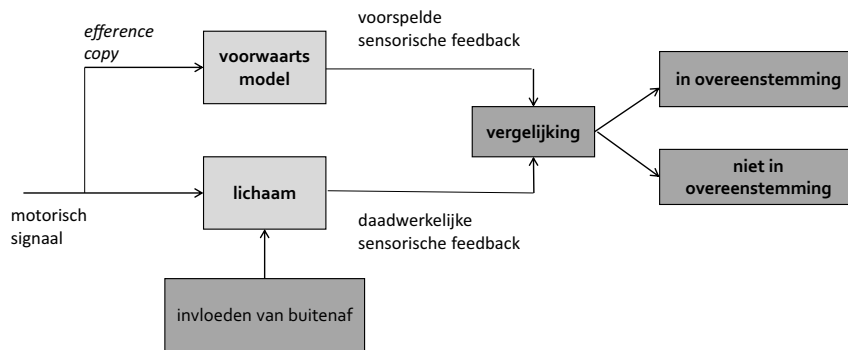 efference
copy
voorwaarts
model
voorspelde
sensorische feedback
in overeenstemming
vergelijking
niet in
overeenstemming
motorisch
signaal
lichaam
daadwerkelijke
sensorische feedback
invloeden van buitenaf